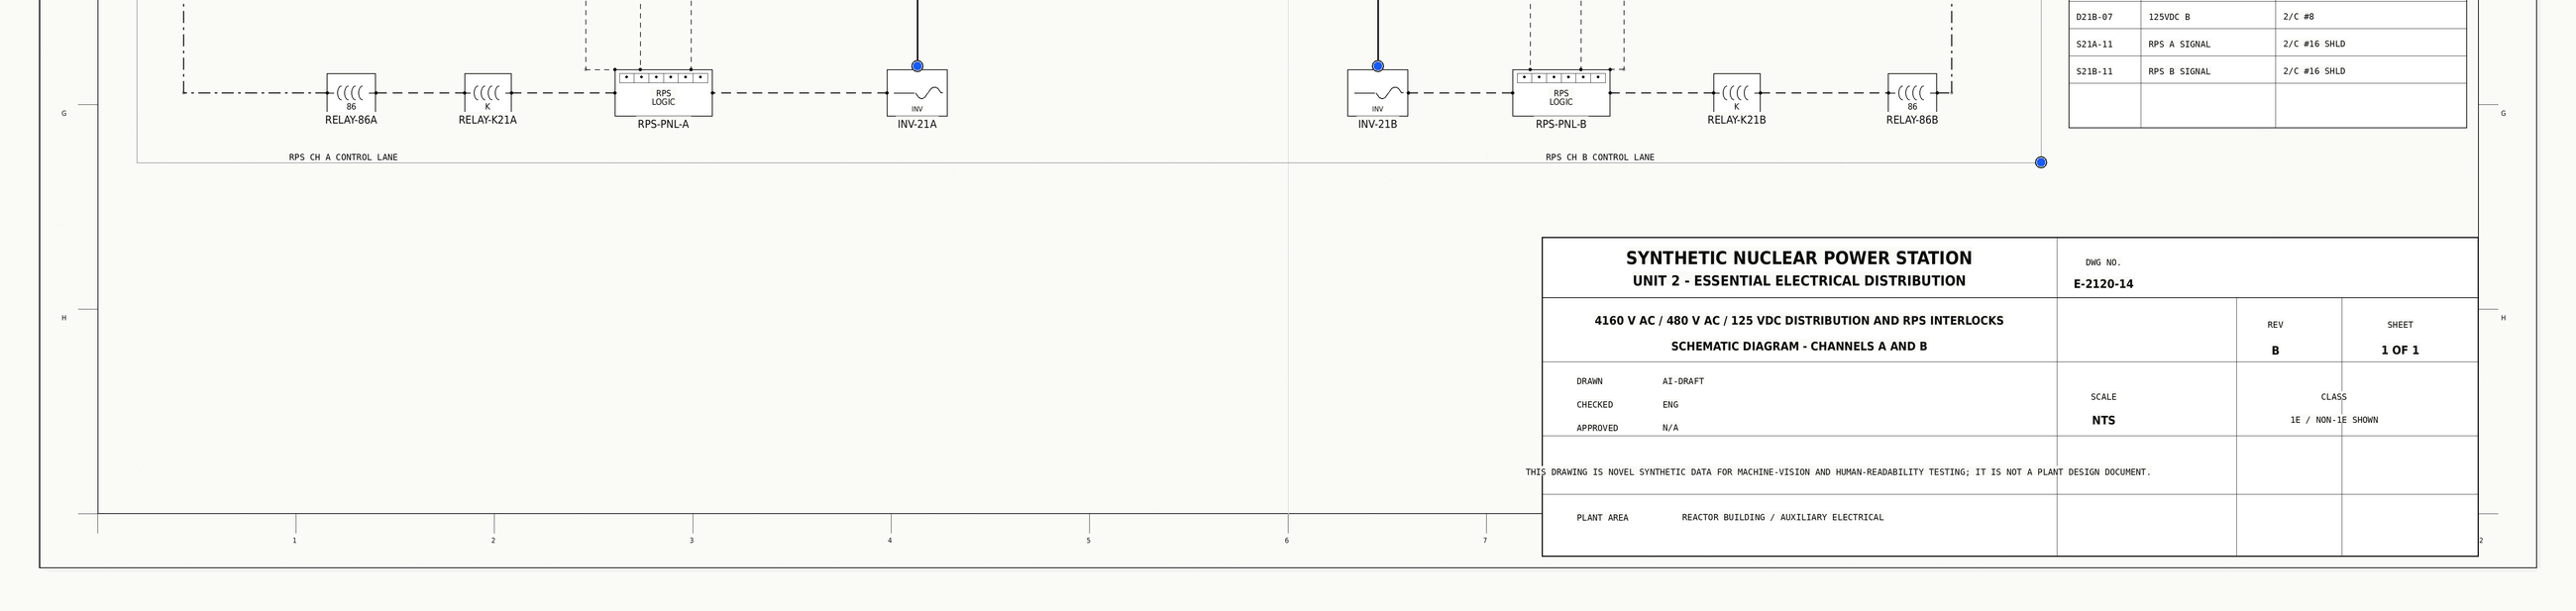 D21B-07 125VDC B 2/C #8
S21A-11 RPS A SIGNAL 2/C #16 SHLD
S21B-11 RPS B SIGNAL 2/C #16 SHLD
86
RELAY-86A
K
RELAY-K21A
RPS
LOGIC
RPS-PNL-A
INV
INV-21A
INV
INV-21B
RPS
LOGIC
RPS-PNL-B
K
RELAY-K21B
86
RELAY-86B
G
G
RPS CH A CONTROL LANE
RPS CH B CONTROL LANE
SYNTHETIC NUCLEAR POWER STATION
UNIT 2 - ESSENTIAL ELECTRICAL DISTRIBUTION
DWG NO.
E-2120-14
H
H
4160 V AC / 480 V AC / 125 VDC DISTRIBUTION AND RPS INTERLOCKS
SCHEMATIC DIAGRAM - CHANNELS A AND B
REV
B
SHEET
1 OF 1
DRAWN AI-DRAFT
CHECKED ENG
APPROVED N/A
SCALE
NTS
CLASS
1E / NON-1E SHOWN
THIS DRAWING IS NOVEL SYNTHETIC DATA FOR MACHINE-VISION AND HUMAN-READABILITY TESTING; IT IS NOT A PLANT DESIGN DOCUMENT.
PLANT AREA REACTOR BUILDING / AUXILIARY ELECTRICAL
1 2 3 4 5 6 7 2